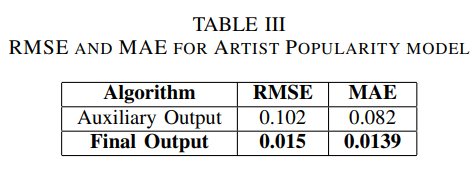 TABLE III
RMSE AND MAE FOR ARTIST POPULARITY MODEL
Algorithm RMSE MAE
Auxiliary Output 0.102 0.082
Final Output 0.015 0.0139